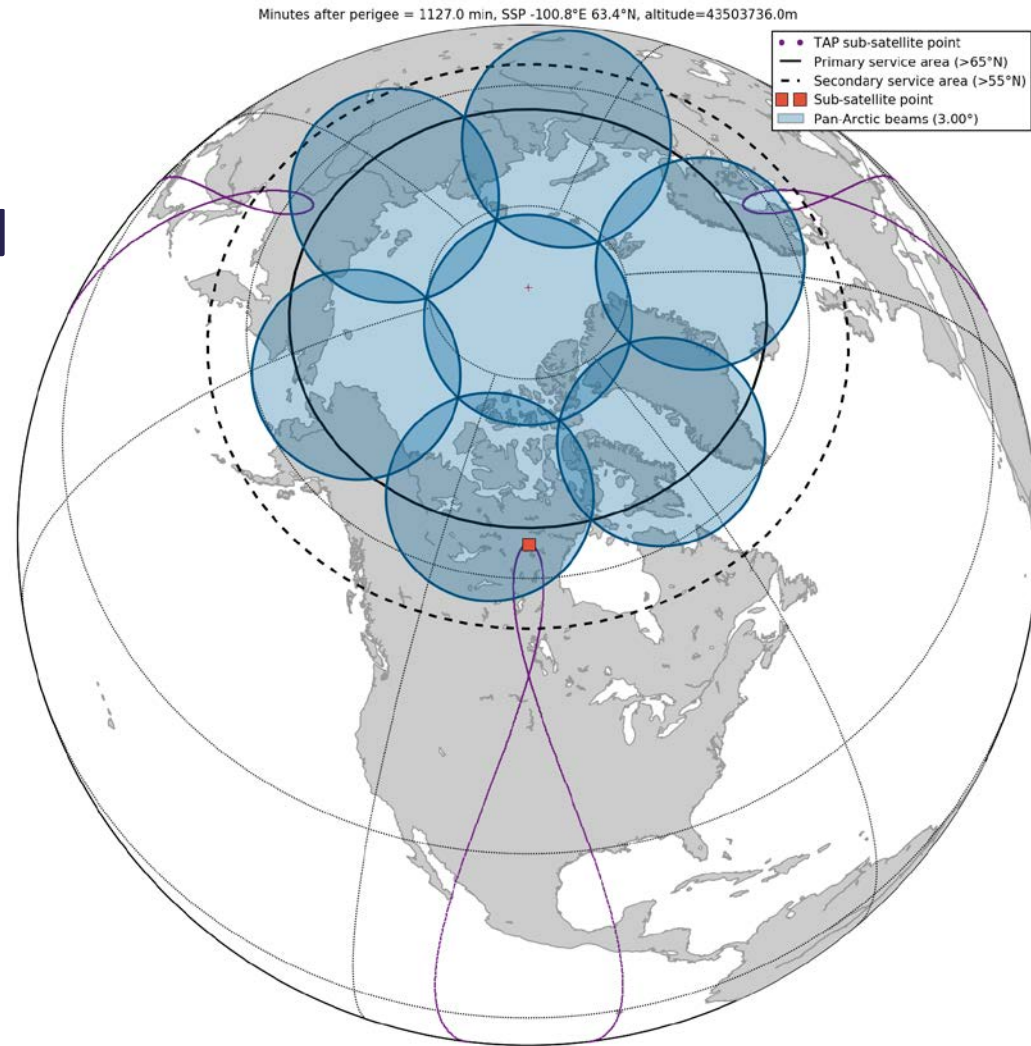 Minutes after perigee = 1127.0 min, SSP -100.8°E 63.4°N, altitude=43503736.0m
TAP sub-satellite point
Primary service area (>65°N)
Secondary service area (>55°N)
Sub-satellite point
Pan-Arctic beams (3.00°)